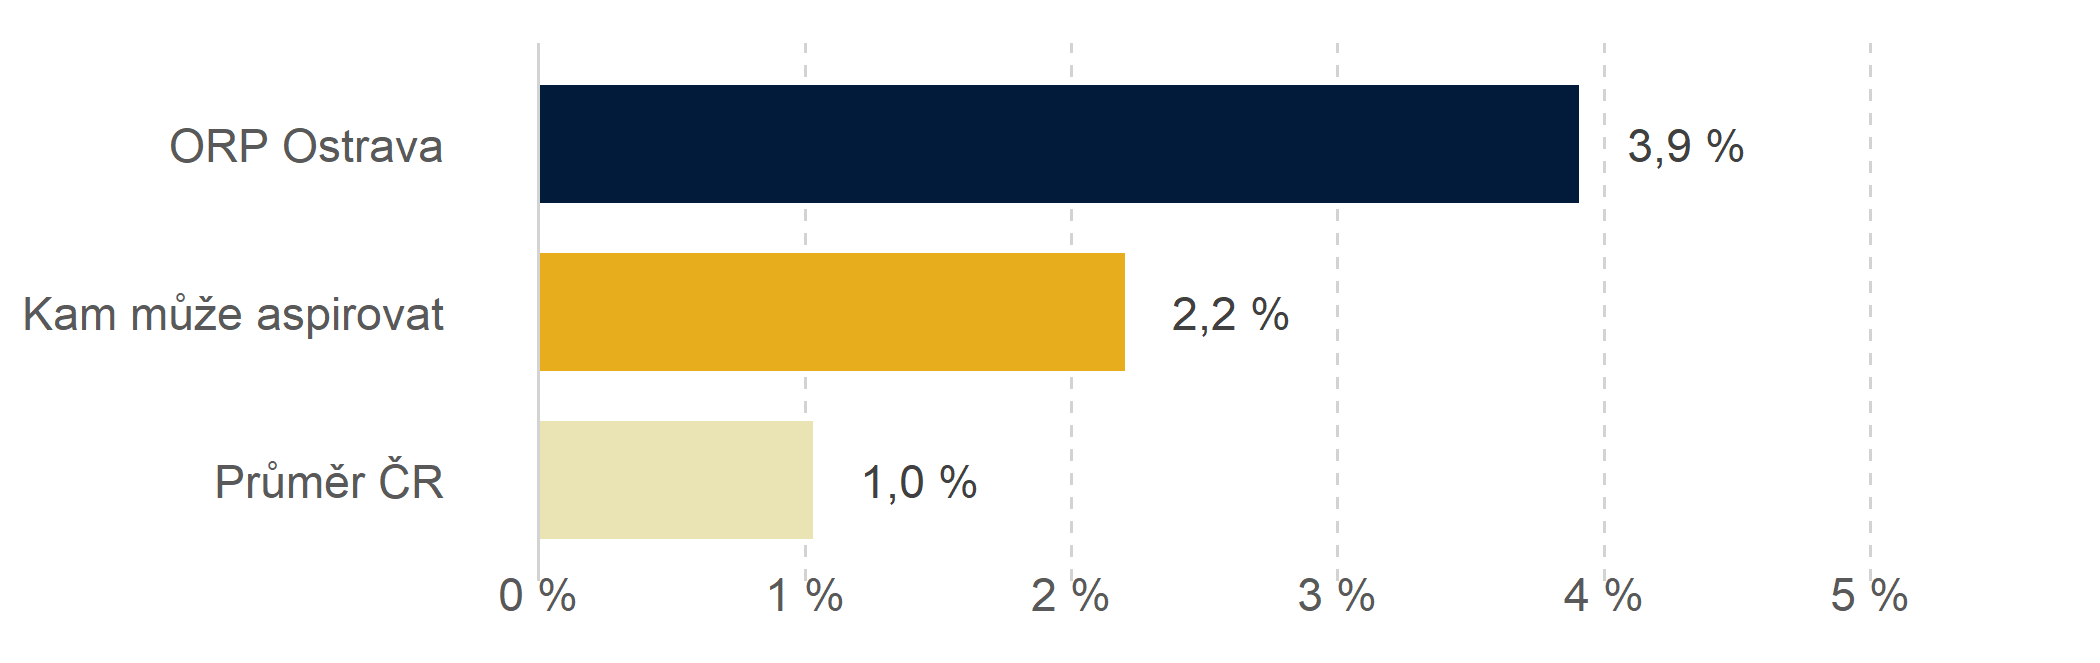 ORP Ostrava
3,9 %
Kam může aspirovat
2,2 %
Průměr ČR
1,0 %
0 % 1 % 2 % 3 % 4 % 5 %